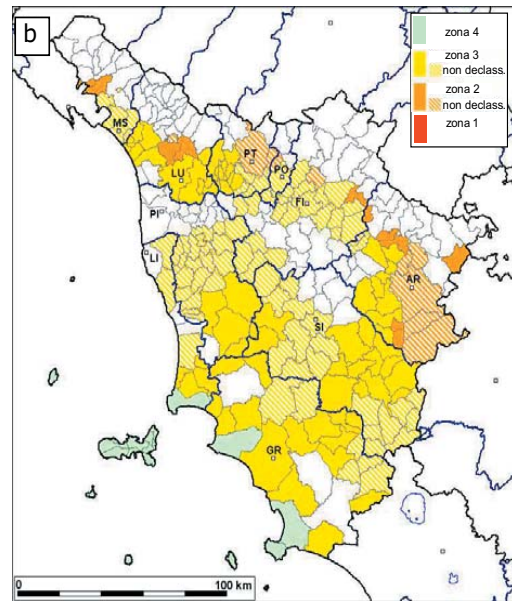 b
zona 4
zona 3
non declass.
zona 2
non declass.
zona 1
MS
LU
PT
PO
PI
FI
LI
AR
SI
GR
0 100 km